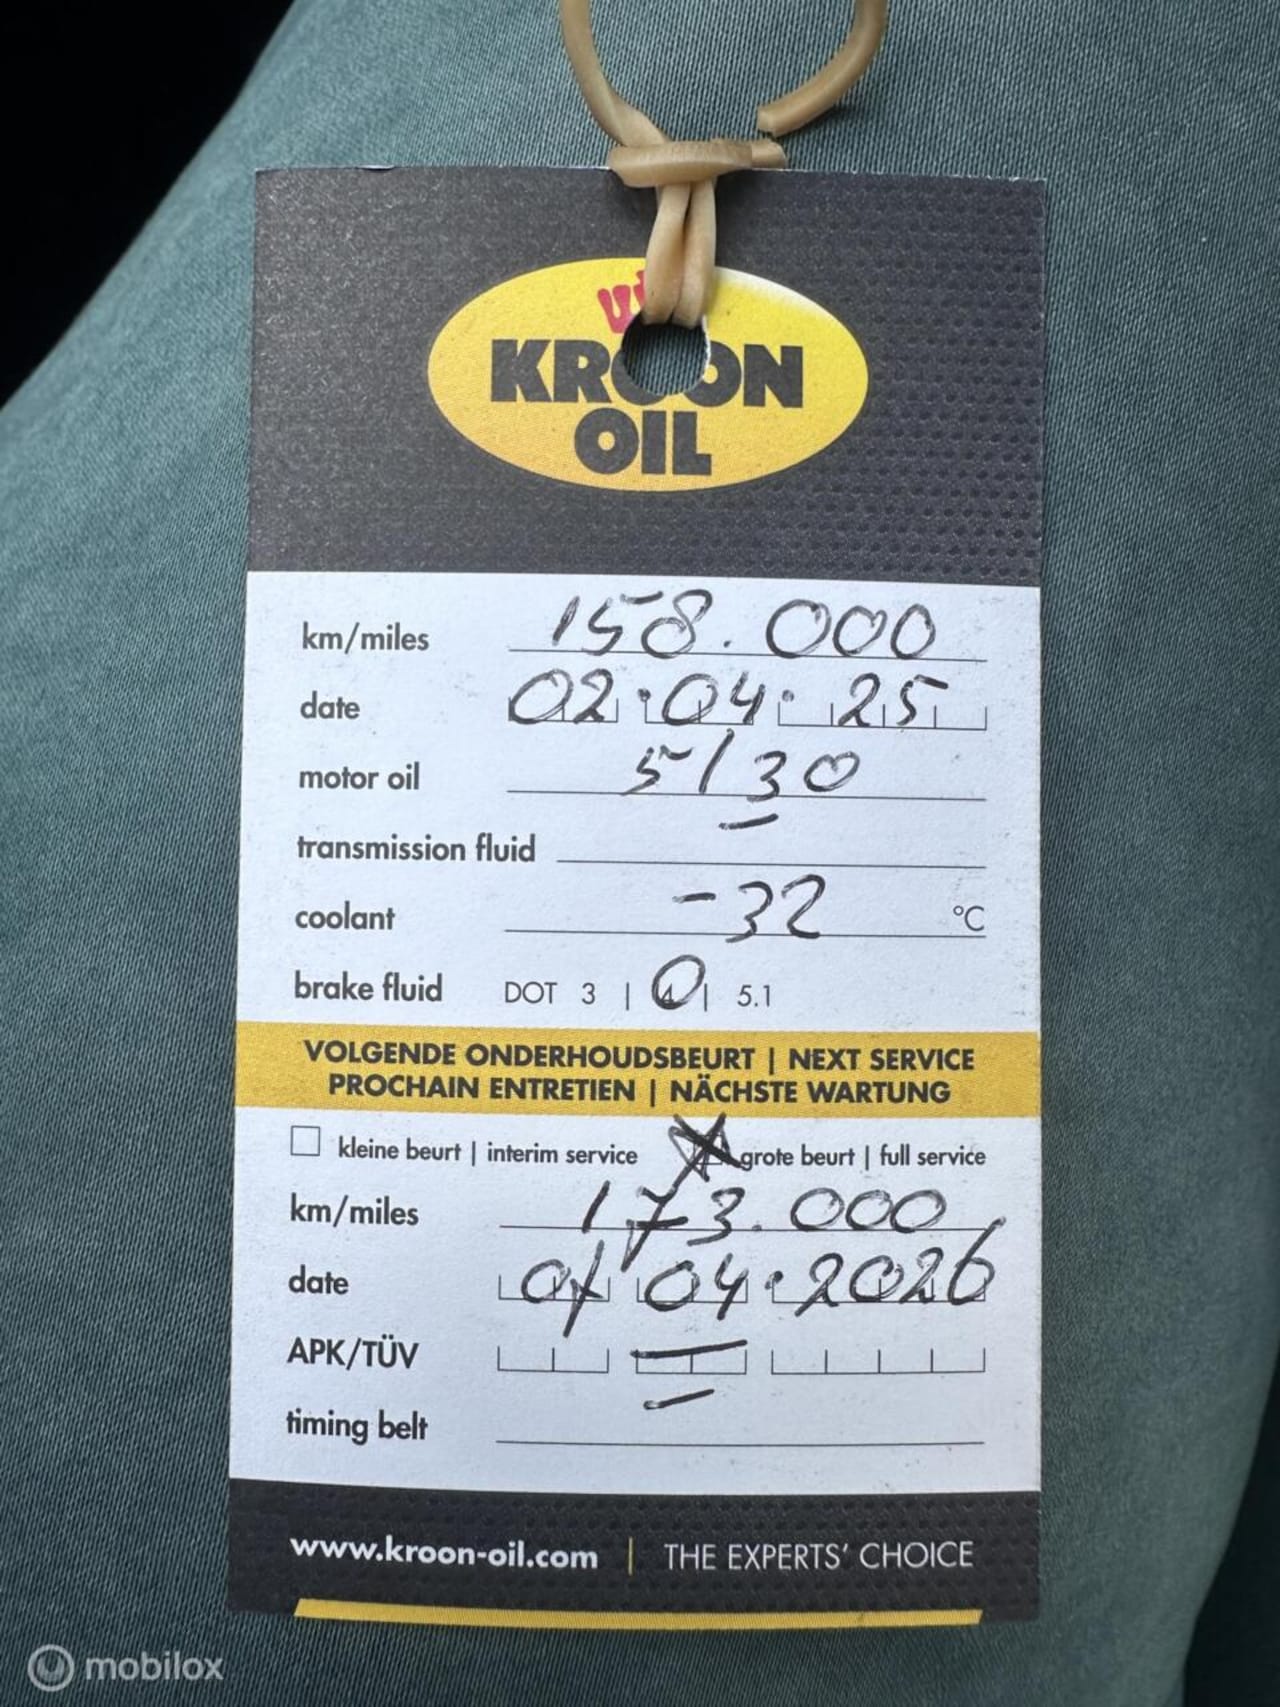 KROON
OIL
km/miles 158.000
date 02.04.25
motor oil 5/30
transmission fluid
coolant -32 °C
brake fluid DOT 3 | 4 | 5.1
VOLGENDE ONDERHOUDSBEURT | NEXT SERVICE
PROCHAIN ENTRETIEN | NÄCHSTE WARTUNG
kleine beurt | interim service grote beurt | full service
km/miles 173.000
date 04.2026
APK/TÜV
timing belt
www.kroon-oil.com | THE EXPERTS' CHOICE
mobilox